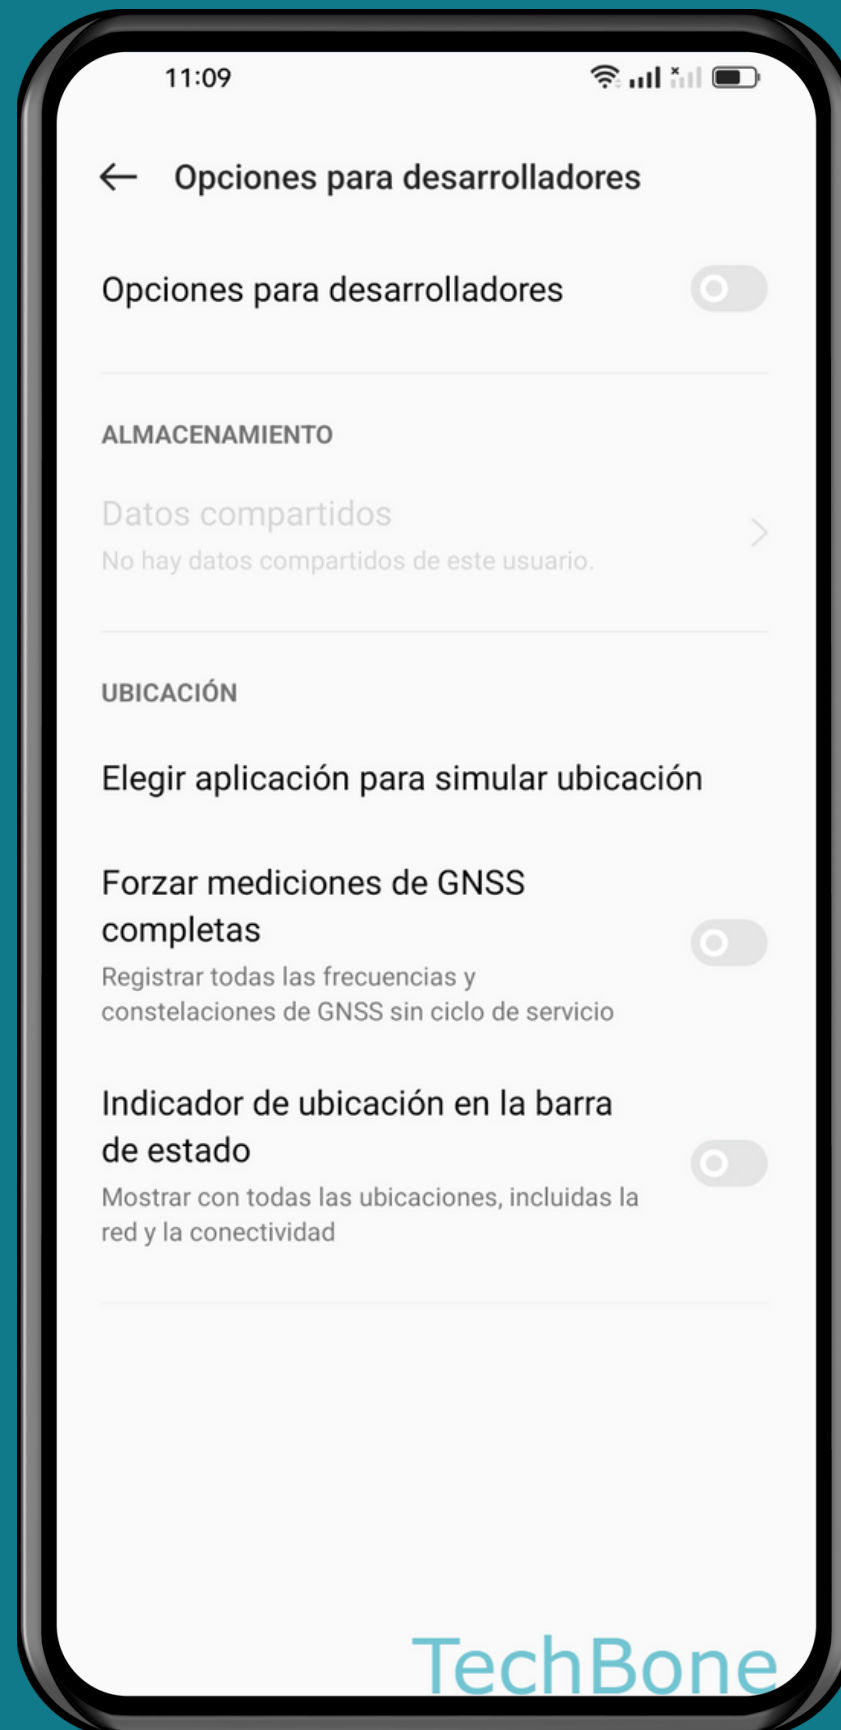 11:09
Opciones para desarrolladores
Opciones para desarrolladores
ALMACENAMIENTO
Datos compartidos
No hay datos compartidos de este usuario.
UBICACIÓN
Elegir aplicación para simular ubicación
Forzar mediciones de GNSS
completas
Registrar todas las frecuencias y
constelaciones de GNSS sin ciclo de servicio
Indicador de ubicación en la barra
de estado
Mostrar con todas las ubicaciones, incluidas la
red y la conectividad
TechBone